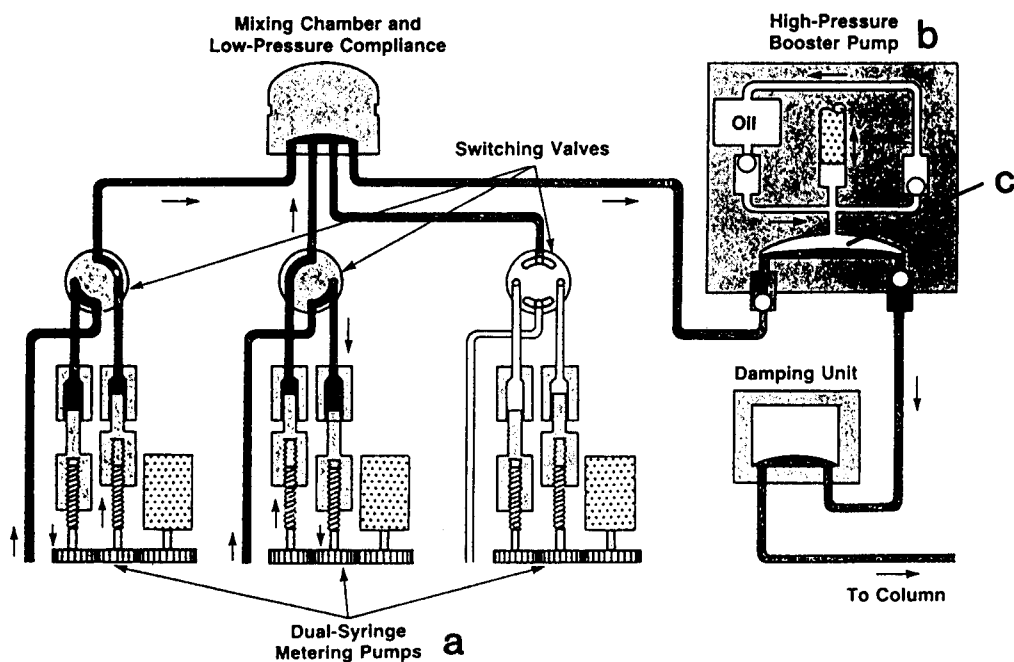 Mixing Chamber and
Low-Pressure Compliance
High-Pressure
Booster Pump b
Oil
Switching Valves
c
Damping Unit
To Column
Dual-Syringe
Metering Pumps a